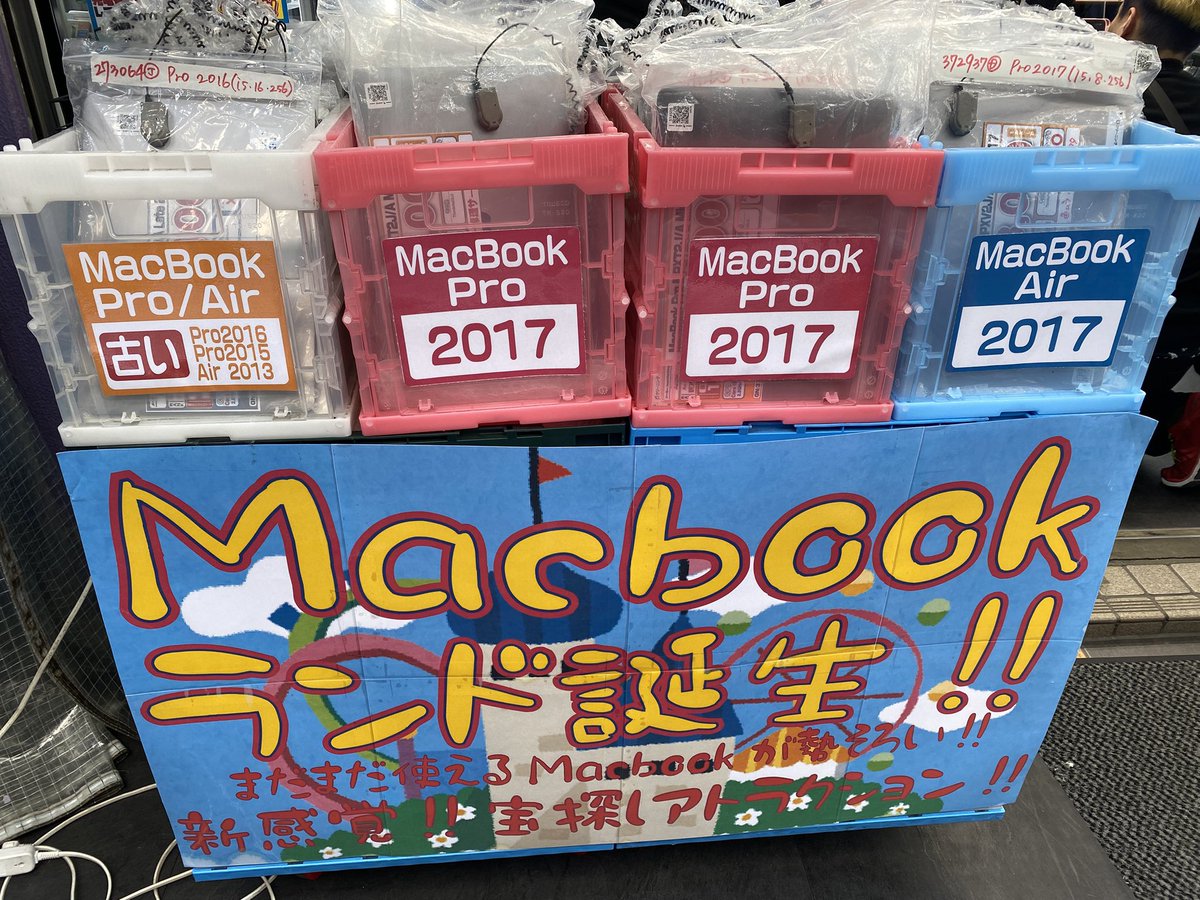 273064① Pro 2016(15.16.256)
372937⑧ Pro2017(15.8.256)
MacBook
Pro/Air
古い
Pro2016
Pro2015
Air 2013
MacBook
Pro
2017
MacBook
Pro
2017
MacBook
Air
2017
Macbook
ランド誕生!!
まだまだ使えるMacbookが勢ぞろい!!
新感覚!!宝探しアトラクション!!